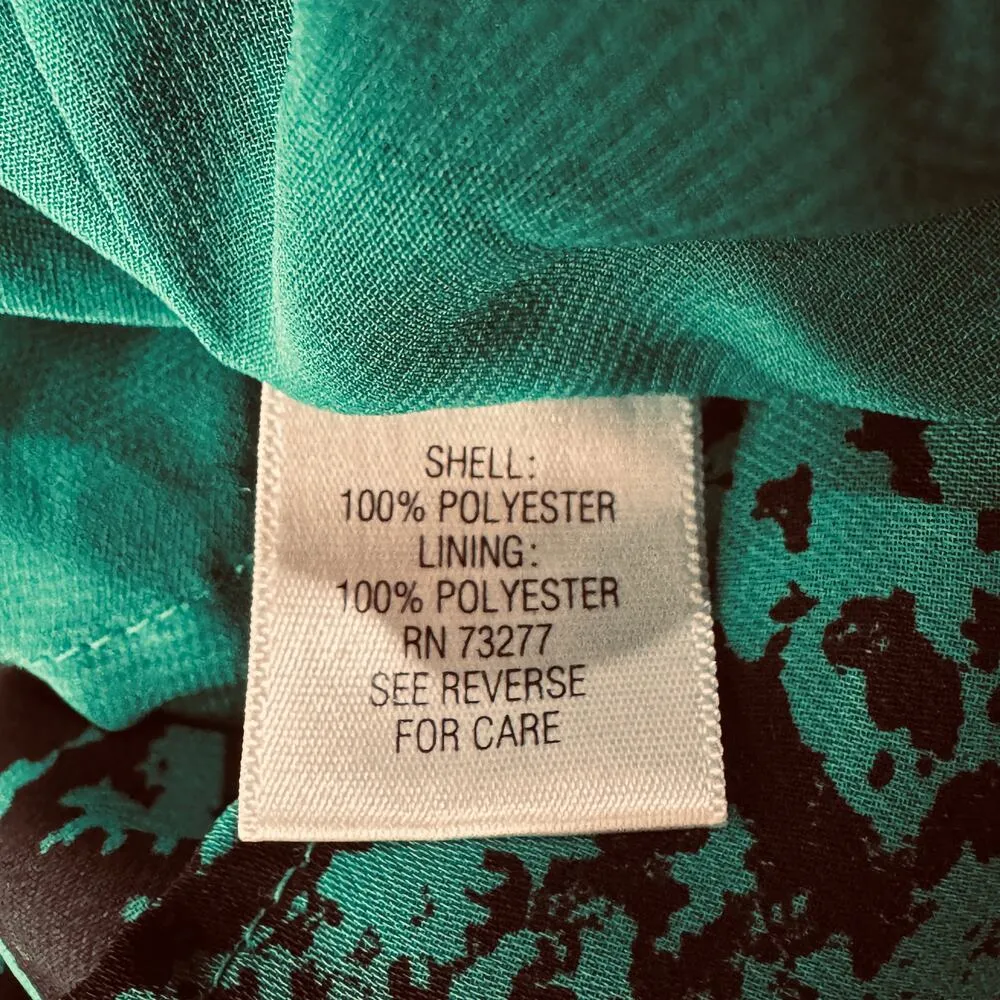 SHELL:
100% POLYESTER
LINING:
100% POLYESTER
RN 73277
SEE REVERSE
FOR CARE